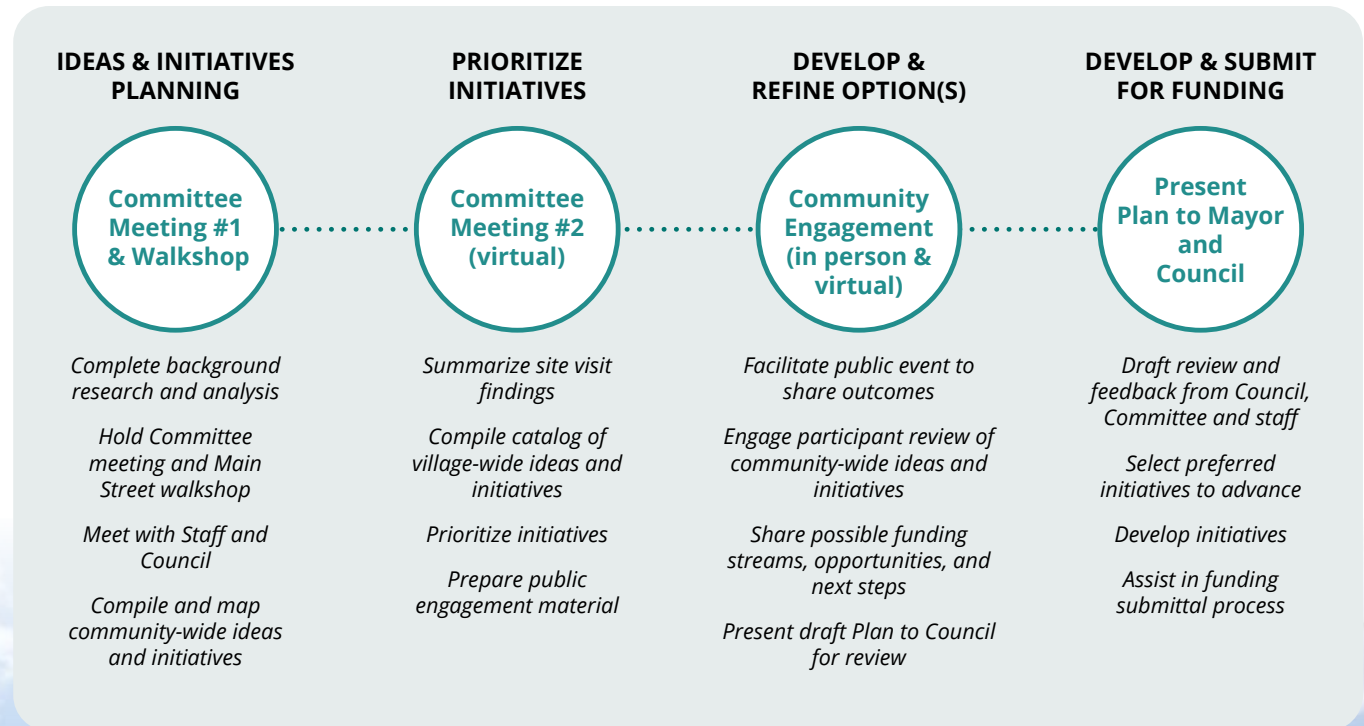 IDEAS & INITIATIVES
PLANNING
Committee
Meeting #1
& Walkshop
Complete background
research and analysis
Hold Committee
meeting and Main
Street walkshop
Meet with Staff and
Council
Compile and map
community-wide ideas
and initiatives
PRIORITIZE
INITIATIVES
Committee
Meeting #2
(virtual)
Summarize site visit
findings
Compile catalog of
village-wide ideas and
initiatives
Prioritize initiatives
Prepare public
engagement material
DEVELOP &
REFINE OPTION(S)
Community
Engagement
(in person &
virtual)
Facilitate public event to
share outcomes
Engage participant review of
community-wide ideas and
initiatives
Share possible funding
streams, opportunities, and
next steps
Present draft Plan to Council
for review
DEVELOP & SUBMIT
FOR FUNDING
Present
Plan to Mayor
and
Council
Draft review and
feedback from Council,
Committee and staff
Select preferred
initiatives to advance
Develop initiatives
Assist in funding
submittal process